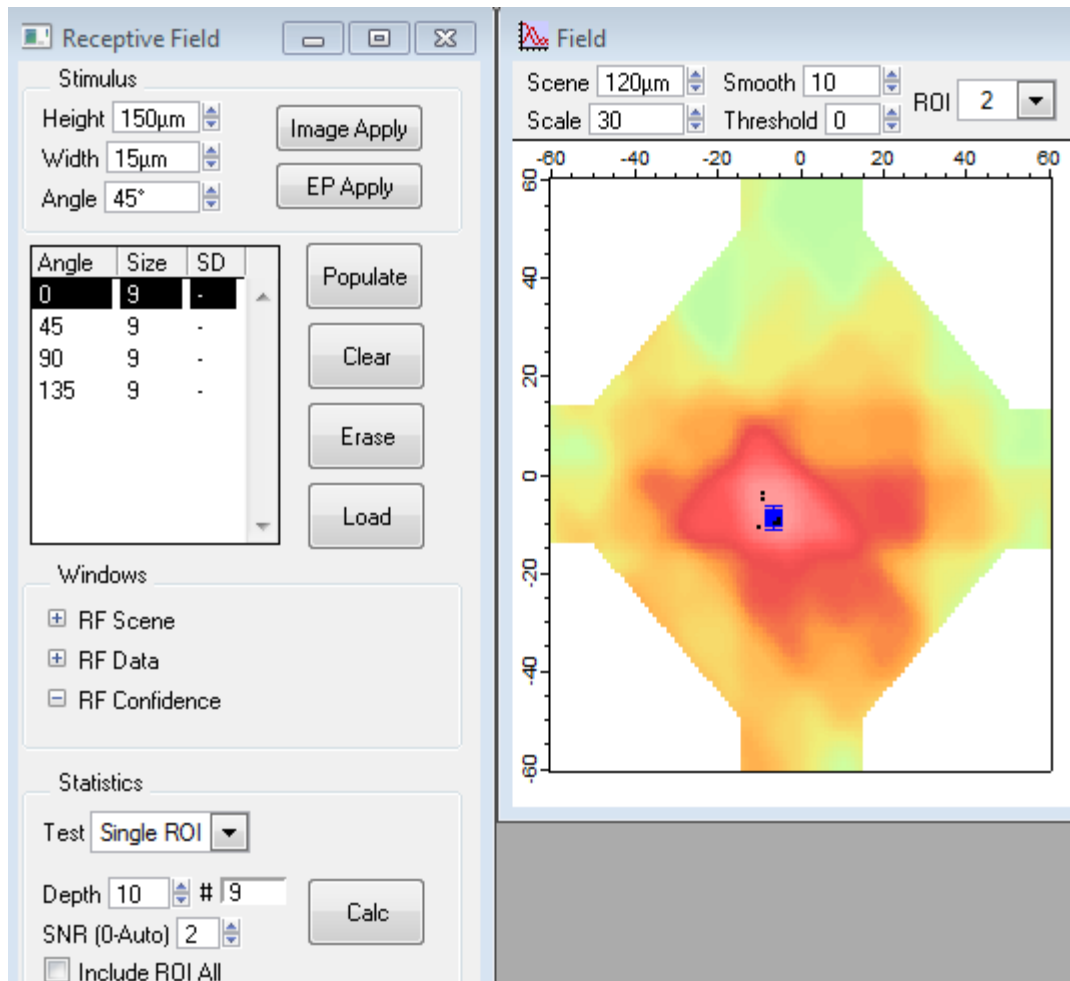 Receptive Field
Stimulus
Height 150µm
Width 15µm
Angle 45°
Image Apply
EP Apply
Angle Size SD
0 9 -
45 9 -
90 9 -
135 9 -
Populate
Clear
Erase
Load
Windows
RF Scene
RF Data
RF Confidence
Statistics
Test Single ROI
Depth 10 # 9
SNR (0-Auto) 2
Include ROI All
Calc
Field
Scene 120µm Smooth 10
Scale 30 Threshold 0
ROI 2
-60 -40 -20 0 20 40 60
60
40
20
0
-20
-40
-60